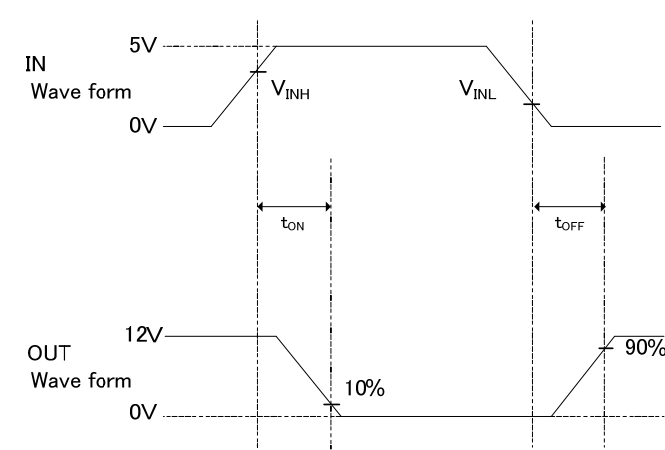 5V
IN
Wave form
V_INH
V_INL
0V
t_ON
t_OFF
12V
OUT
Wave form
90%
10%
0V